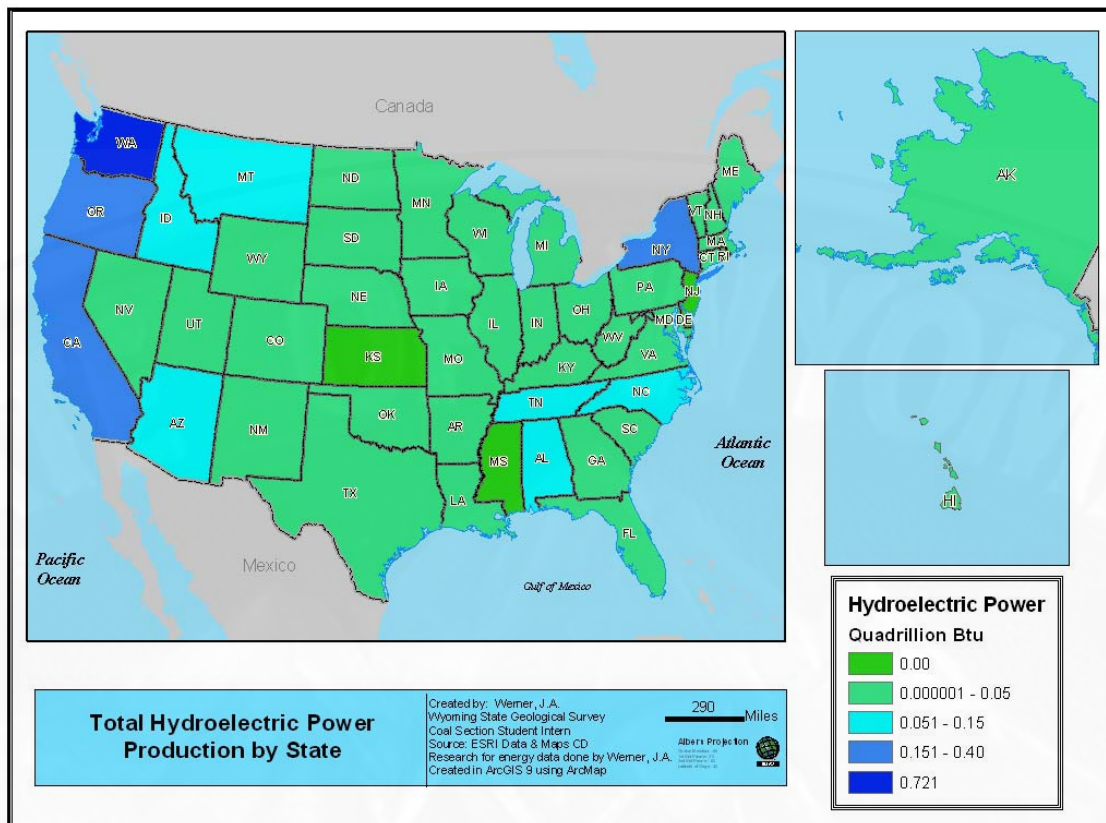 Canada
WA
MT
ND
MN
ME
OR
ID
SD
WI
MI
VT
NH
NY
MA
CT
RI
WY
IA
NE
PA
NJ
NV
UT
CO
IL
IN
OH
MD
DE
WV
VA
CA
KS
MO
KY
AZ
NM
OK
AR
TN
NC
SC
MS
AL
GA
TX
LA
FL
AK
HI
Atlantic
Ocean
Pacific
Ocean
Mexico
Gulf of Mexico
Hydroelectric Power
Quadrillion Btu
0.00
0.000001 - 0.05
0.051 - 0.15
0.151 - 0.40
0.721
Total Hydroelectric Power
Production by State
Created by: Werner, J.A.
Wyoming State Geological Survey
Coal Section Student Intern
Source: ESRI Data & Maps CD
Research for energy data done by Werner, J.A.
Created in ArcGIS 9 using ArcMap
290
Miles
Albers Projection